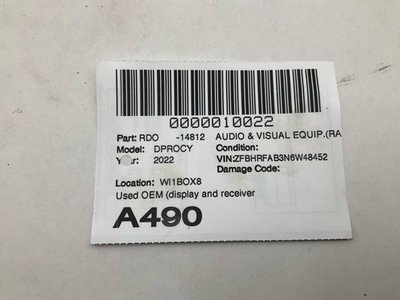 0000010022
Part: RDO -14812 AUDIO & VISUAL EQUIP.(RA
Model: DPROCY Condition:
Year: 2022 VIN:ZFBHRFAB3N6W48452
Damage Code:
Location: WI1BOX8
Used OEM (display and receiver
A490